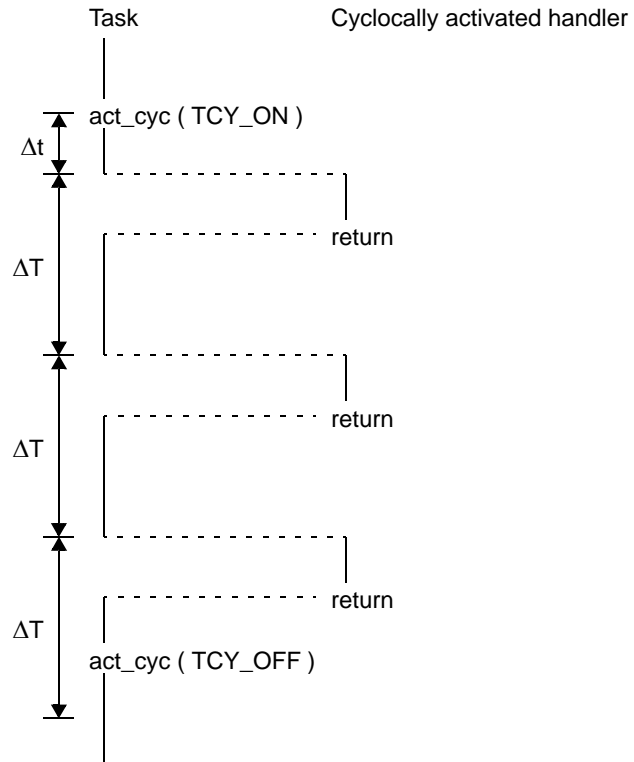 Task
Cyclocally activated handler
act_cyc ( TCY_ON )
Δt
return
ΔT
return
ΔT
return
ΔT
act_cyc ( TCY_OFF )